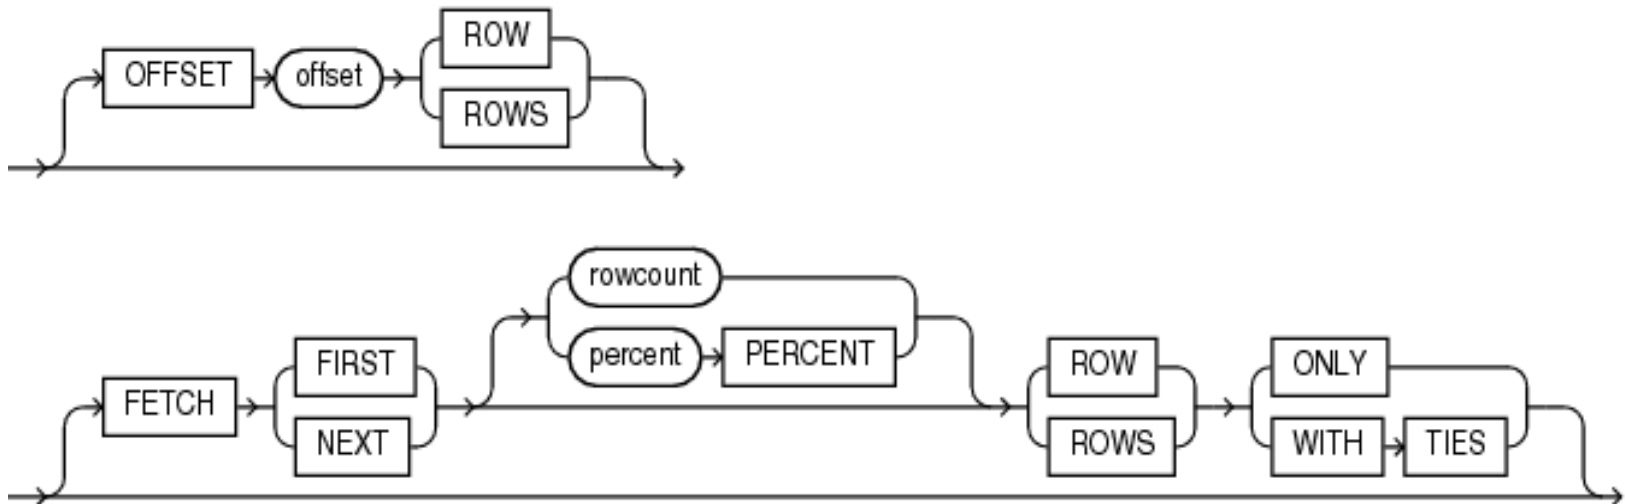 ROW
OFFSET offset
ROWS
rowcount
percent PERCENT
FIRST ROW ONLY
FETCH
NEXT ROWS WITH TIES